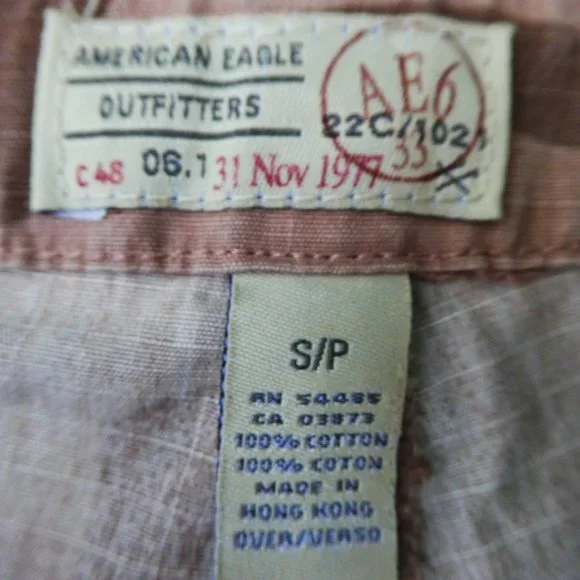 AMERICAN EAGLE
OUTFITTERS
AE6
22C/1021
33
C48 06.1 31 Nov 1977 X
S/P
RN 54485
CA 03873
100% COTTON
100% COTON
MADE IN
HONG KONG
OVER/VERSO